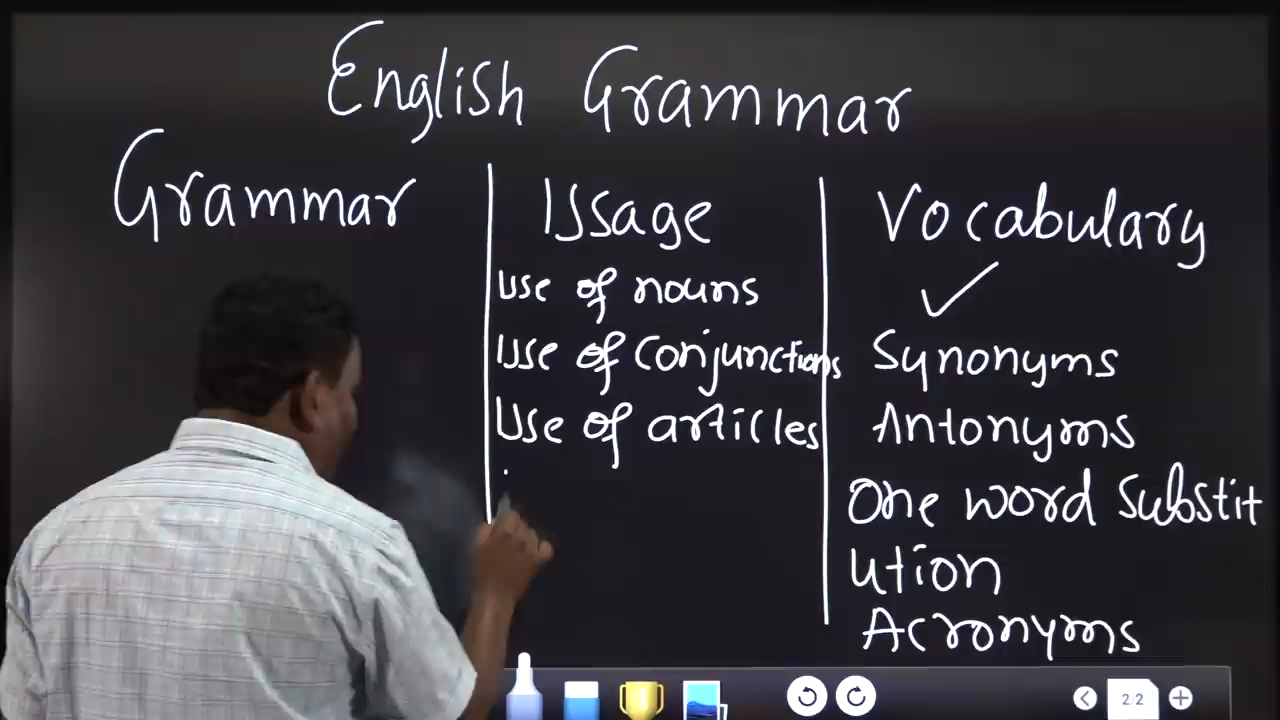 English Grammar
Grammar
Usage
Use of nouns
Use of conjunctions
Use of articles
Vocabulary
Synonyms
Antonyms
One word Substit
ution
Acronyms
2/2